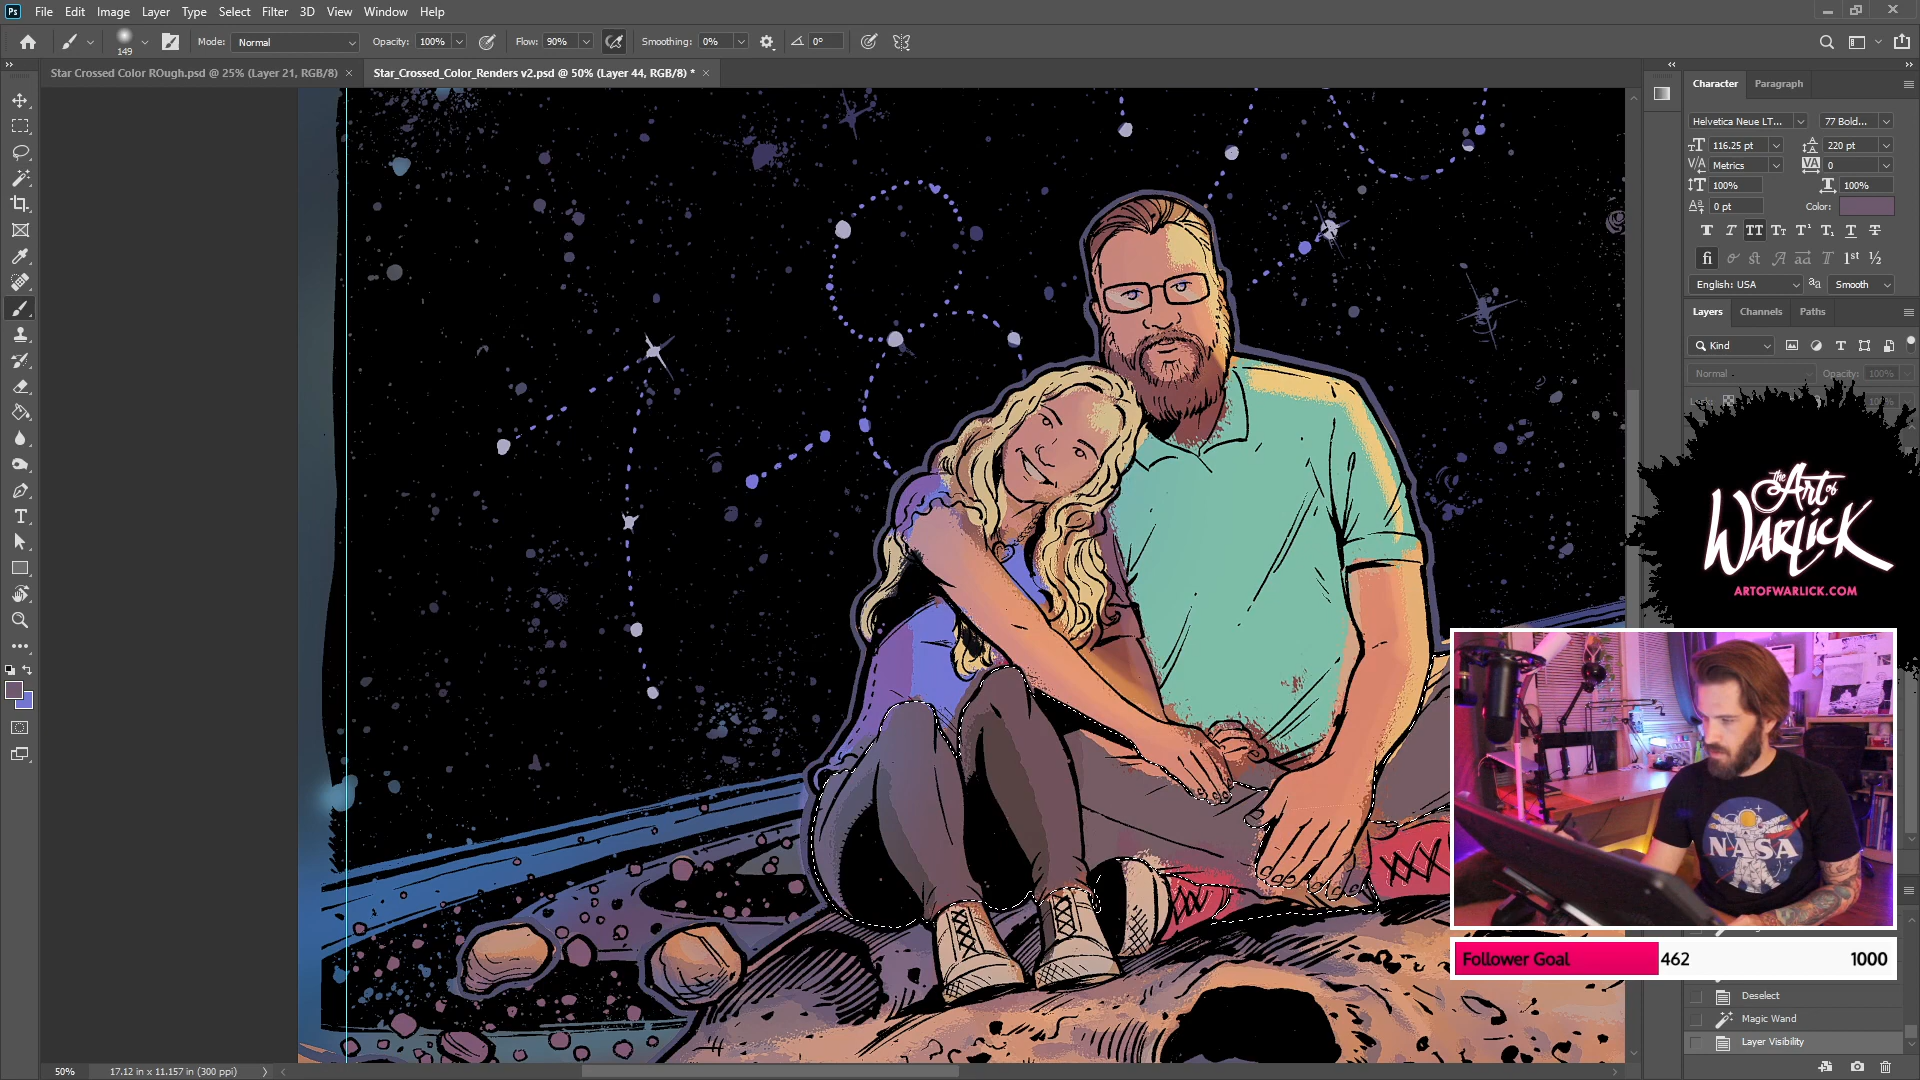 Ps File Edit Image Layer Type Select Filter 3D View Window Help
149 Mode: Normal Opacity: 100% Flow: 90% Smoothing: 0% 0°
Star Crossed Color ROugh.psd @ 25% (Layer 21, RGB/8) × Star_Crossed_Color_Renders v2.psd @ 50% (Layer 44, RGB/8) * ×
Character Paragraph
Helvetica Neue LT... 77 Bold...
116.25 pt 220 pt
Metrics 0
100% 100%
0 pt Color:
English: USA Smooth
Layers Channels Paths
Kind
Normal Opacity: 100%
the Art of
Warlick
ARTOFWARLICK.COM
NASA
Follower Goal 462 1000
Deselect
Magic Wand
Layer Visibility
50% 17.12 in x 11.157 in (300 ppi)